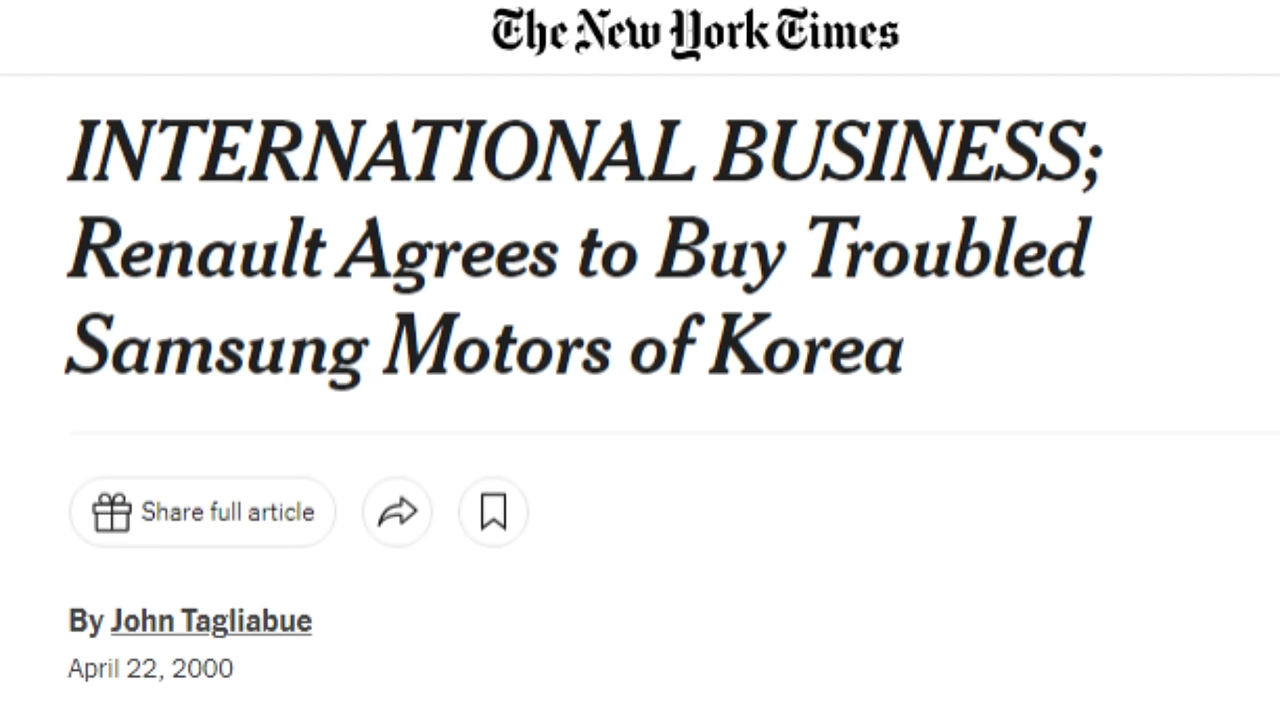 The New York Times
INTERNATIONAL BUSINESS;
Renault Agrees to Buy Troubled
Samsung Motors of Korea
Share full article
By John Tagliabue
April 22, 2000